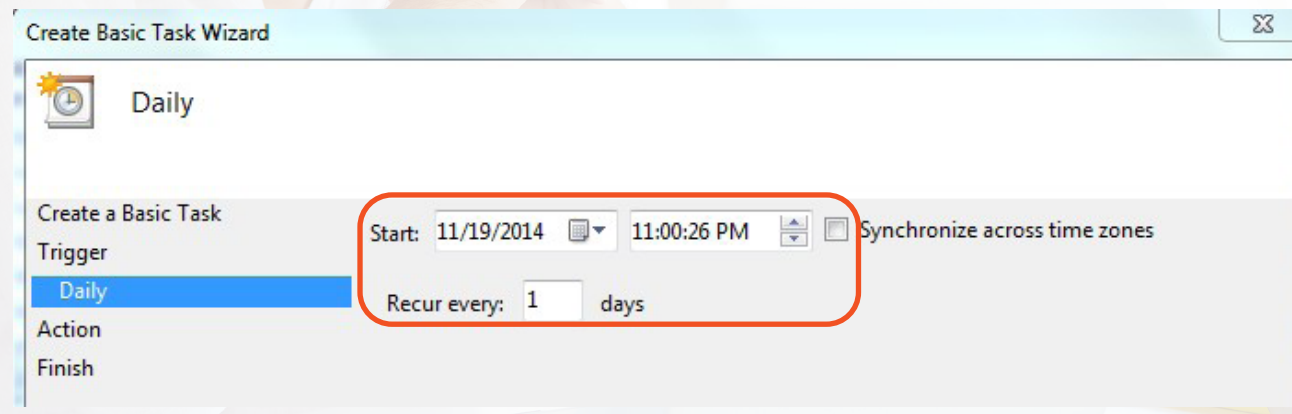 Create Basic Task Wizard
Daily
Create a Basic Task
Trigger
Daily
Action
Finish
Start: 11/19/2014 11:00:26 PM Synchronize across time zones
Recur every: 1 days